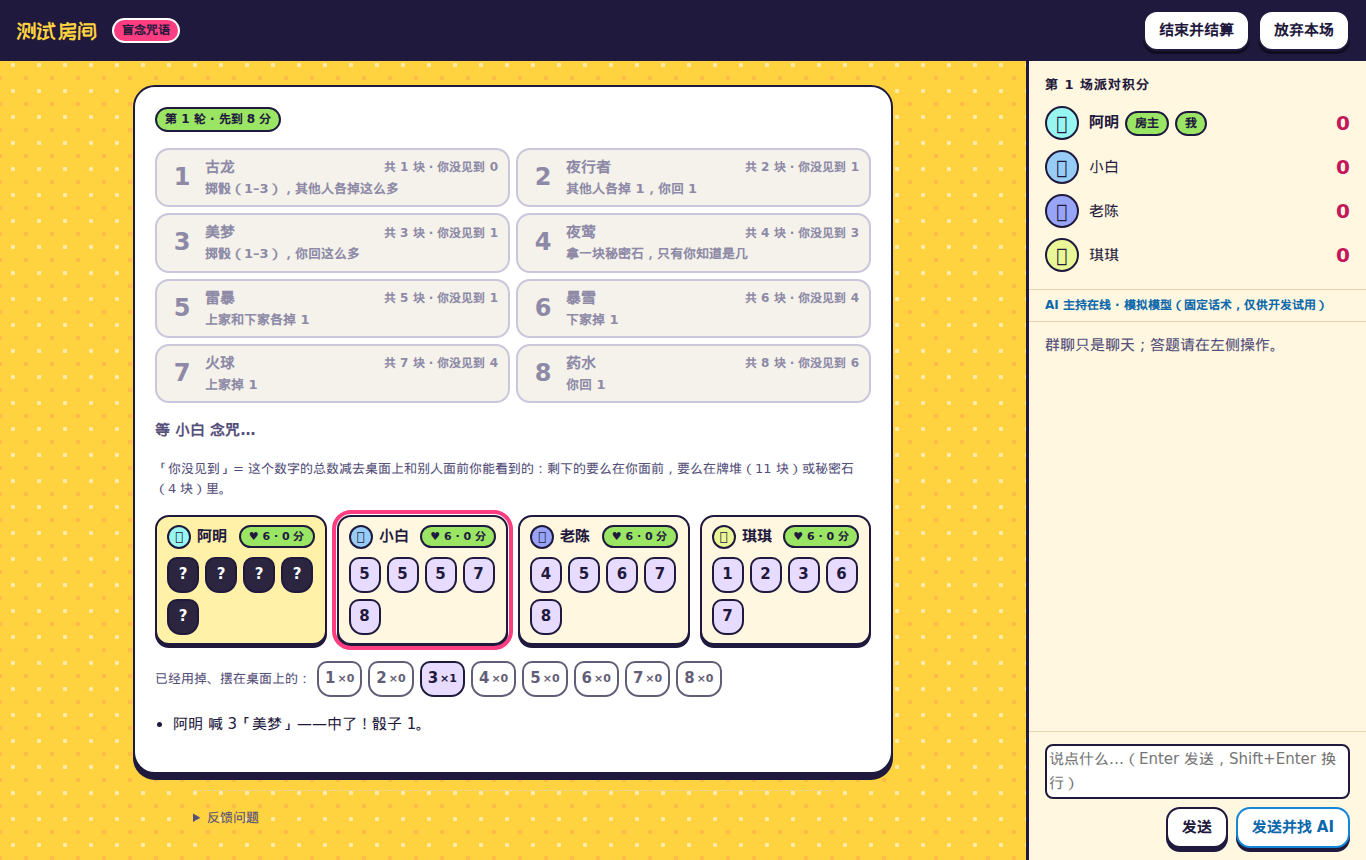 测试房间 盲念咒语 结束并结算 放弃本场
第 1 轮 · 先到 8 分
1 古龙 共 1 块 · 你没见到 0
掷骰（1–3），其他人各掉这么多
2 夜行者 共 2 块 · 你没见到 1
其他人各掉 1，你回 1
3 美梦 共 3 块 · 你没见到 1
掷骰（1–3），你回这么多
4 夜莺 共 4 块 · 你没见到 3
拿一块秘密石，只有你知道是几
5 雷暴 共 5 块 · 你没见到 1
上家和下家各掉 1
6 暴雪 共 6 块 · 你没见到 4
下家掉 1
7 火球 共 7 块 · 你没见到 4
上家掉 1
8 药水 共 8 块 · 你没见到 6
你回 1
等 小白 念咒…
「你没见到」= 这个数字的总数减去桌面上和别人面前你能看到的：剩下的要么在你面前，要么在牌堆（11 块）或秘密石
（4 块）里。
阿明 ♥ 6 · 0 分
? ? ? ?
?
小白 ♥ 6 · 0 分
5 5 5 7
8
老陈 ♥ 6 · 0 分
4 5 6 7
8
琪琪 ♥ 6 · 0 分
1 2 3 6
7
已经用掉、摆在桌面上的： 1×0 2×0 3×1 4×0 5×0 6×0 7×0 8×0
• 阿明 喊 3「美梦」——中了！骰子 1。
▶ 反馈问题
第 1 场派对积分
阿明 房主 我 0
小白 0
老陈 0
琪琪 0
AI 主持在线 · 模拟模型（固定话术，仅供开发试用）
群聊只是聊天；答题请在左侧操作。
说点什么…（Enter 发送，Shift+Enter 换
行）
发送 发送并找 AI